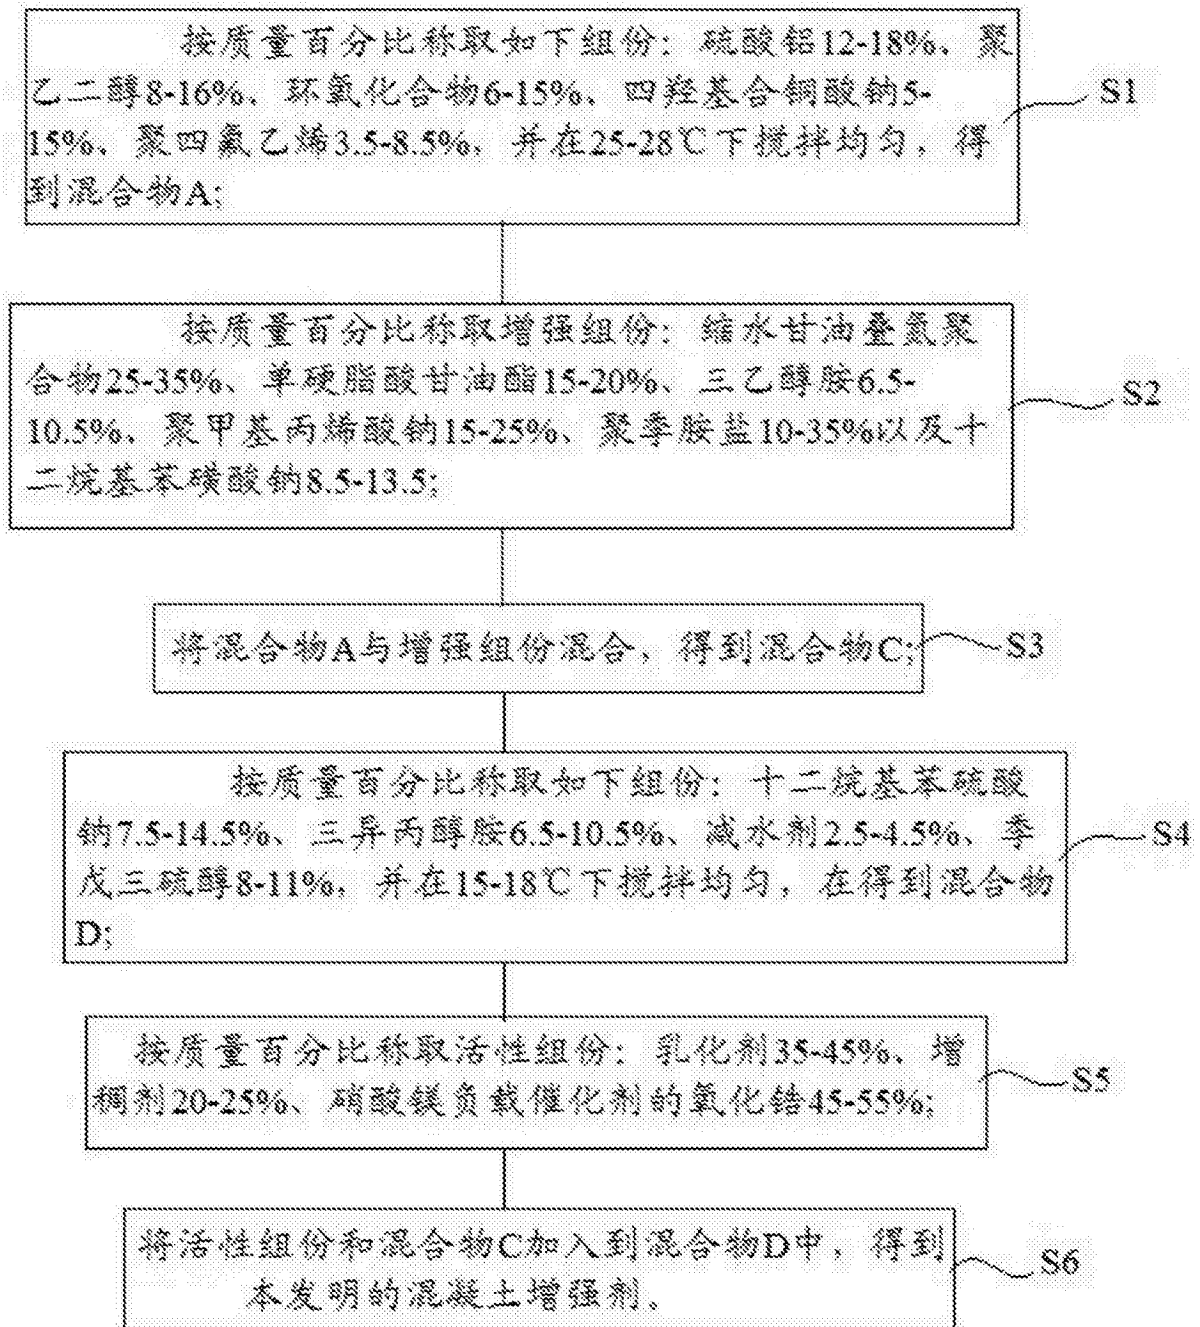 按质量百分比称取如下组份：硫酸铝12-18%、聚
乙二醇8-16%、环氧化合物6-15%、四羟基合铜酸钠5-
15%、聚四氟乙烯3.5-8.5%，并在25-28℃下搅拌均匀，得
到混合物A;
S1
按质量百分比称取增强组份：缩水甘油叠氮聚
合物25-35%、单硬脂酸甘油酯15-20%、三乙醇胺6.5-
10.5%、聚甲基丙烯酸钠15-25%、聚季胺盐10-35%以及十
二烷基苯磺酸钠8.5-13.5;
S2
将混合物A与增强组份混合，得到混合物C;
S3
按质量百分比称取如下组份：十二烷基苯硫酸
钠7.5-14.5%、三异丙醇胺6.5-10.5%、减水剂2.5-4.5%、季
戊三硫醇8-11%，并在15-18℃下搅拌均匀，在得到混合物
D;
S4
按质量百分比称取活性组份：乳化剂35-45%、增
稠剂20-25%、硝酸镁负载催化剂的氧化锆45-55%;
S5
将活性组份和混合物C加入到混合物D中，得到
本发明的混凝土增强剂。
S6